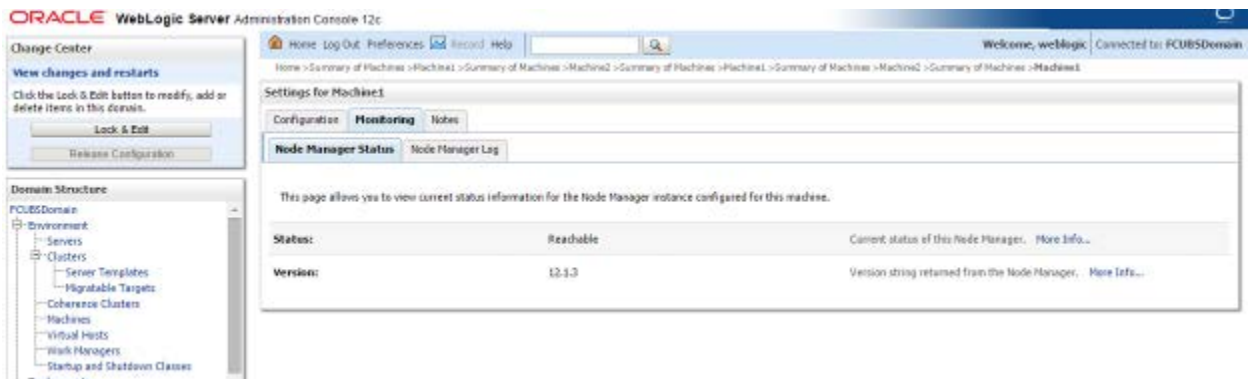 ORACLE WebLogic Server Administration Console 12c
Change Center
View changes and restarts
Click the Lock & Edit button to modify, add or
delete items in this domain.
Lock & Edit
Release Configuration
Domain Structure
FCUBSDomain
Environment
Servers
Clusters
Server Templates
Migratable Targets
Coherence Clusters
Machines
Virtual Hosts
Work Managers
Startup and Shutdown Classes
Home Log Out Preferences Record Help
Welcome, weblogic Connected to: FCUBSDomain
Home >Summary of Machines >Machine1 >Summary of Machines >Machine2 >Summary of Machines >Machine1 >Summary of Machines >Machine2 >Summary of Machines >Machine1
Settings for Machine1
Configuration Monitoring Notes
Node Manager Status Node Manager Log
This page allows you to view current status information for the Node Manager instance configured for this machine.
Status: Reachable Current status of this Node Manager. More Info...
Version: 12.1.3 Version string returned from the Node Manager. More Info...